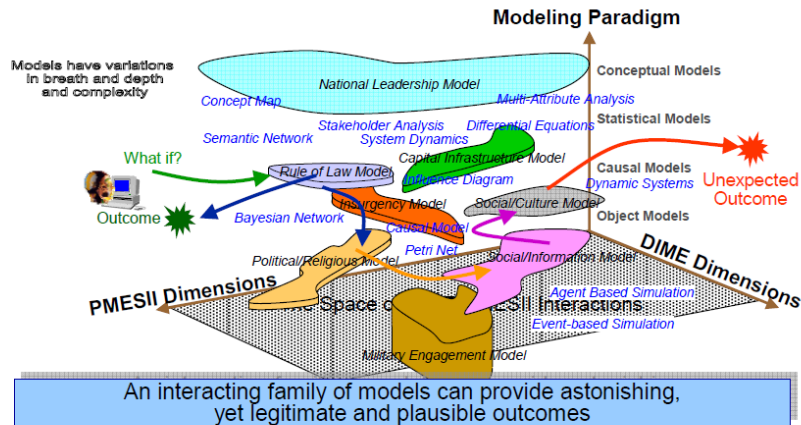 Modeling Paradigm
Models have variations
in breath and depth
and complexity
Conceptual Models
National Leadership Model
Concept Map
Multi-Attribute Analysis
Statistical Models
Stakeholder Analysis
Differential Equations
Semantic Network
System Dynamics
What if?
Capital Infrastructure Model
Causal Models
Rule of Law Model
Influence Diagram
Dynamic Systems
Unexpected
Outcome
Insurgency Model
Social/Culture Model
Outcome
Bayesian Network
Object Models
Causal Model
Petri Net
Political/Religious Model
Social/Information Model
DIME Dimensions
PMESII Dimensions
Space
Interactions
Agent Based Simulation
Event-based Simulation
Military Engagement Model
An interacting family of models can provide astonishing,
yet legitimate and plausible outcomes